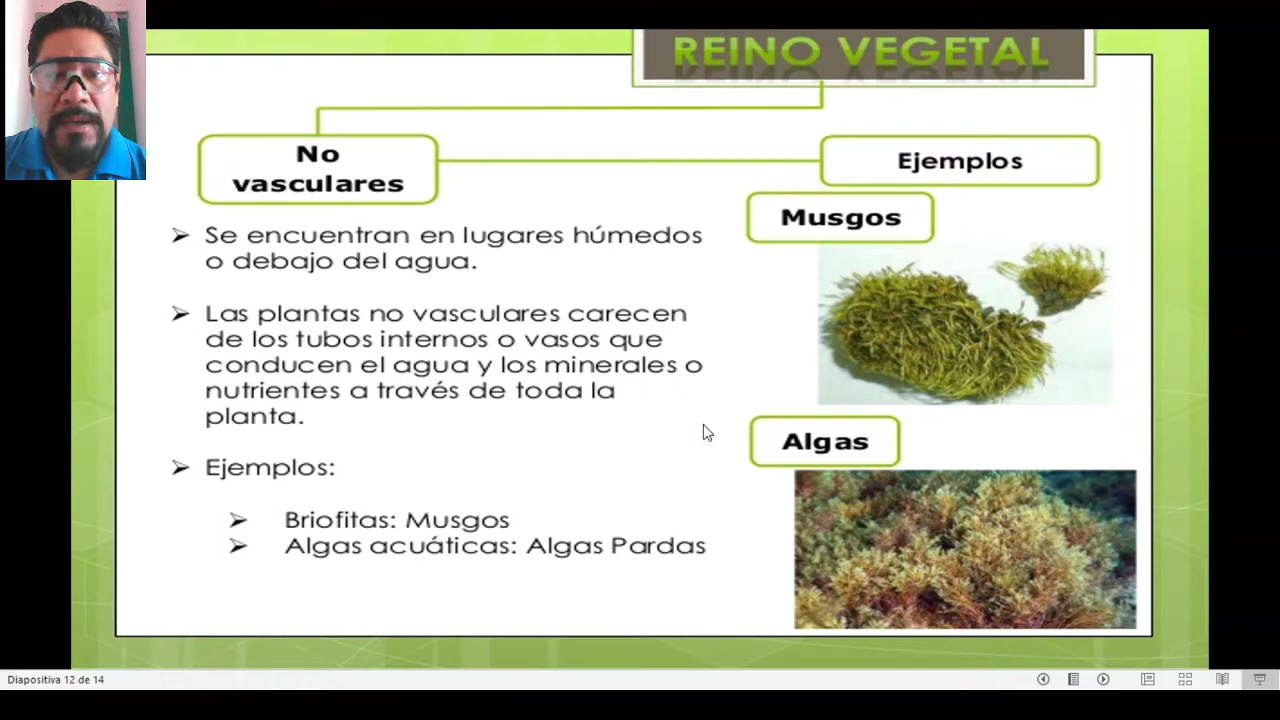 REINO VEGETAL
No
vasculares
Ejemplos
➢ Se encuentran en lugares húmedos
o debajo del agua.
➢ Las plantas no vasculares carecen
de los tubos internos o vasos que
conducen el agua y los minerales o
nutrientes a través de toda la
planta.
➢ Ejemplos:
➢ Briofitas: Musgos
➢ Algas acuáticas: Algas Pardas
Musgos
Algas
Diapositiva 12 de 14